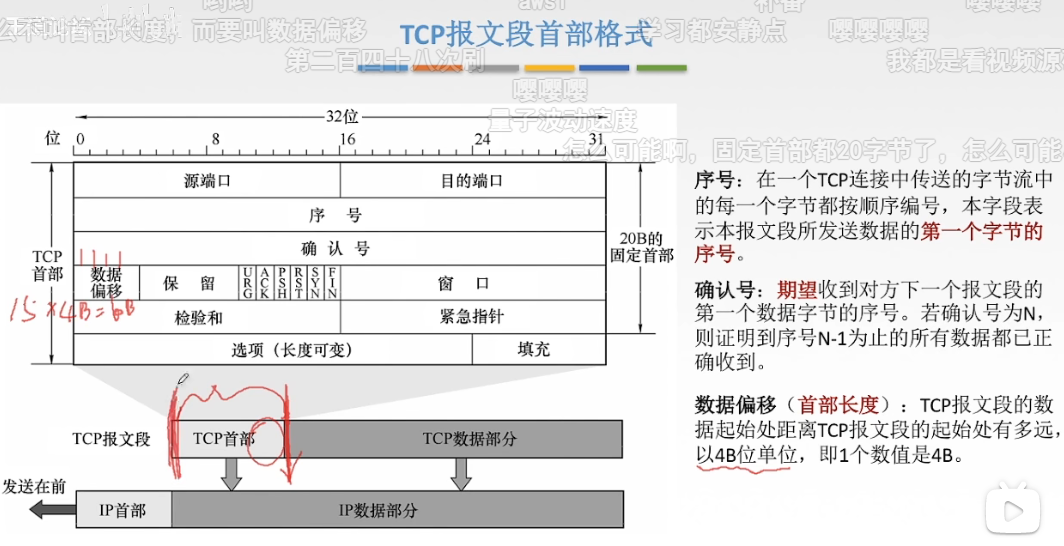 么不叫首部长度，而要叫数据偏移
学习都安静点
嘤嘤嘤嘤
第二百四十八次刷
我都是看视频源
嘤嘤嘤
量子波动速度
怎么可能啊，固定首部都20字节了，怎么可能
TCP报文段首部格式
32位
位 0 8 16 24 31
源端口 目的端口
序 号
确 认 号
TCP首部
20B的固定首部
1111
数据偏移 保 留 URG ACK PSH RST SYN FIN 窗 口
15×4B=60B
检验和 紧急指针
选项（长度可变） 填充
TCP报文段 TCP首部 TCP数据部分
发送在前
IP首部 IP数据部分
序号：在一个TCP连接中传送的字节流中
的每一个字节都按顺序编号，本字段表
示本报文段所发送数据的第一个字节的
序号。
确认号：期望收到对方下一个报文段的
第一个数据字节的序号。若确认号为N，
则证明到序号N-1为止的所有数据都已正
确收到。
数据偏移（首部长度）：TCP报文段的数
据起始处距离TCP报文段的起始处有多远，
以4B位单位，即1个数值是4B。